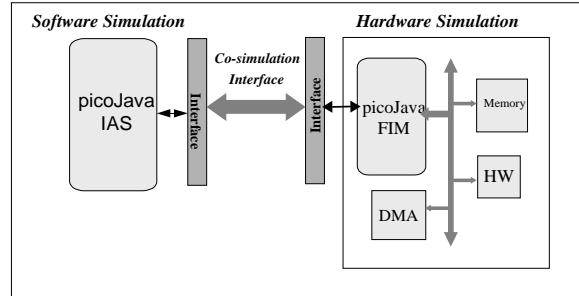 Software Simulation
Hardware Simulation
picoJava
IAS
Interface
Co-simulation
Interface
Interface
picoJava
FIM
Memory
HW
DMA